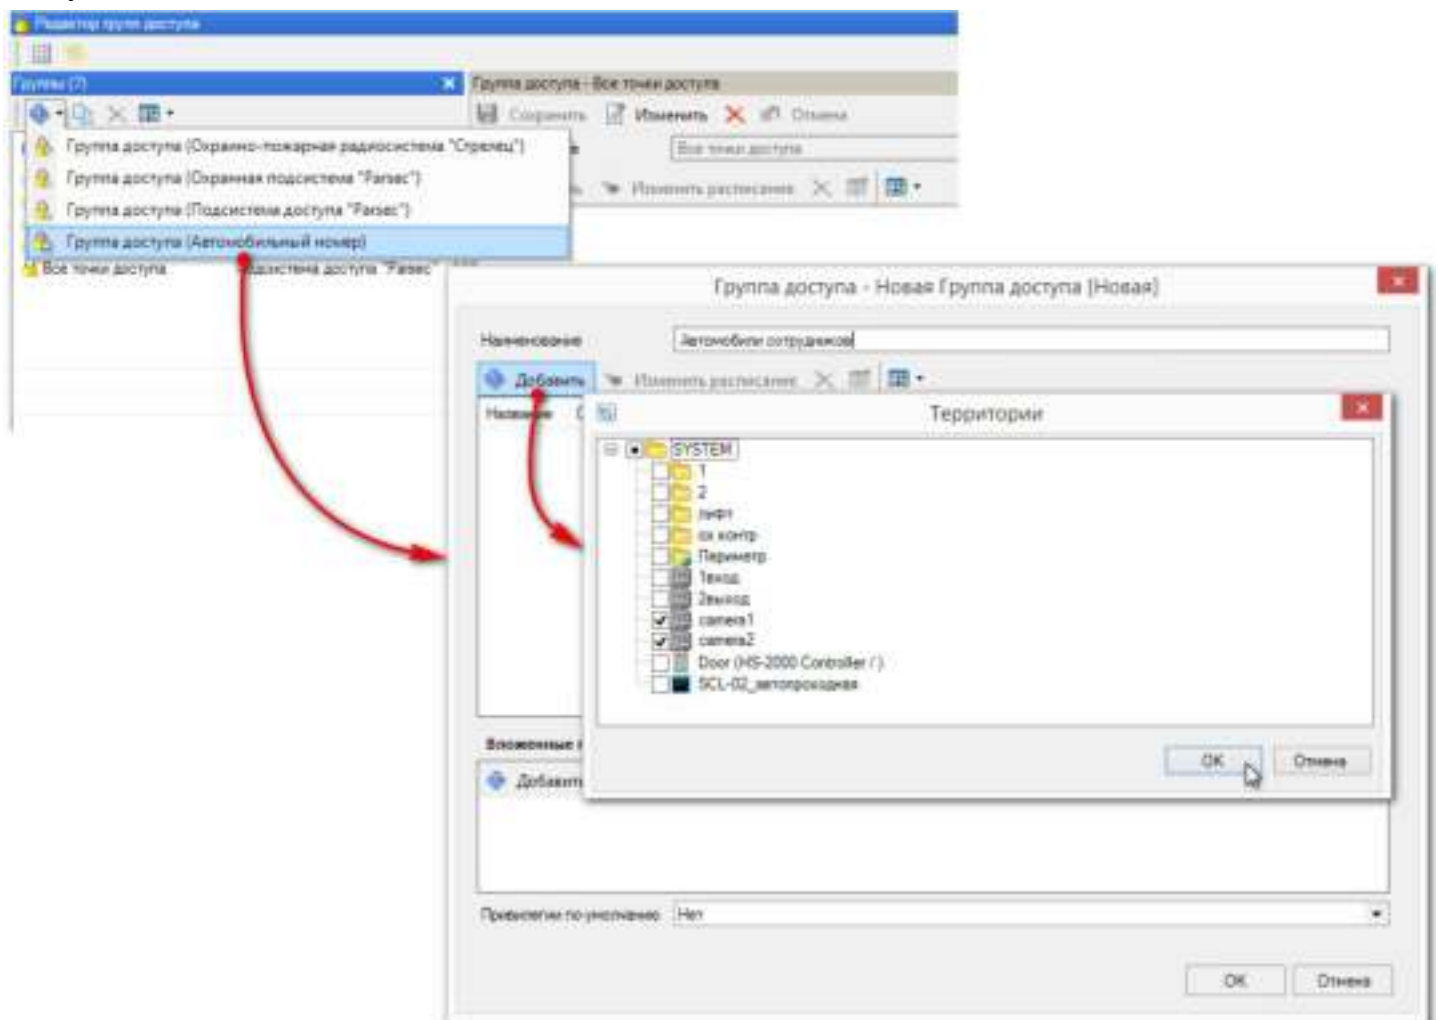 Редактор групп доступа
Группы (7)
Группа доступа - Все точки доступа
Сохранить Изменить Отмена
Группа доступа (Охранно-пожарная радиосистема "Стрелец")
Все точки доступа
Группа доступа (Охранная подсистема "Parsec")
Изменить расписание
Группа доступа (Подсистема доступа "Parsec")
Группа доступа (Автомобильный номер)
Все точки доступа
доступа "Parsec"
Группа доступа - Новая Группа доступа [Новая]
Наименование
Автомобили сотрудников
Добавить Изменить расписание
Название
Территории
SYSTEM
1
2
лифт
ох контр
Периметр
1вход
2выход
camera1
camera2
Door (HS-2000 Controller / )
SCL-02_автопроходная
OK Отмена
Вложенные
Добавить
Привилегии по умолчанию Нет
OK Отмена